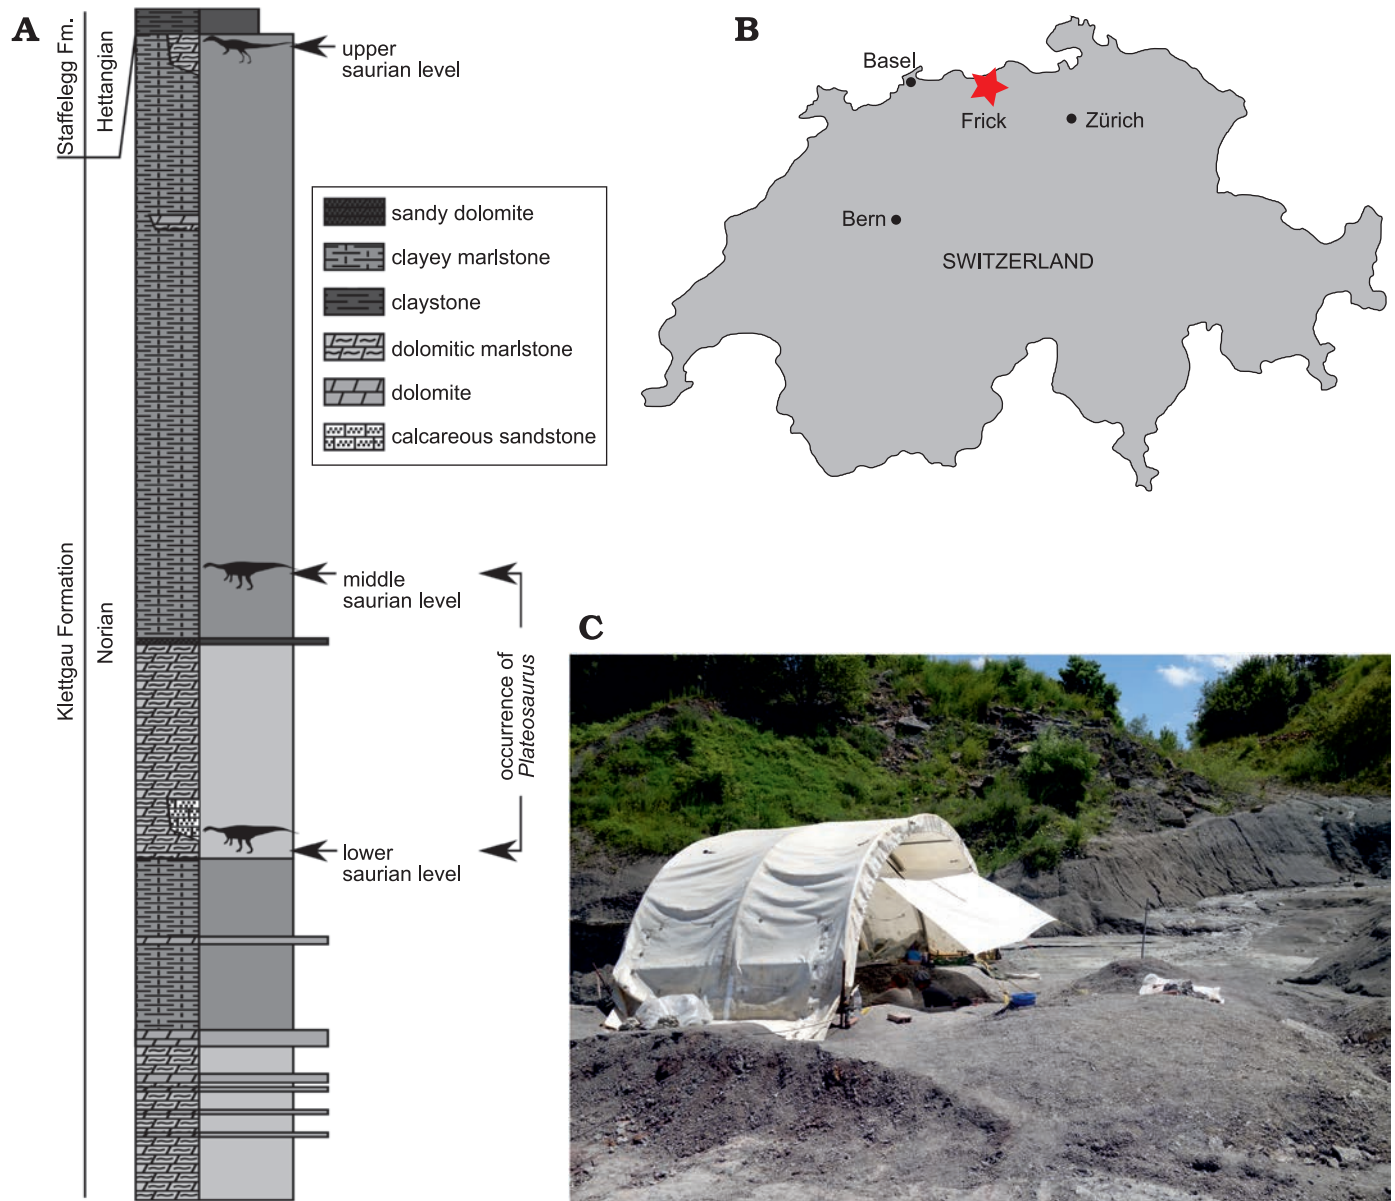 A
Staffelegg Fm.
Hettangian
Klettgau Formation
Norian
upper
saurian level
middle
saurian level
lower
saurian level
occurrence of
Plateosaurus
sandy dolomite
clayey marlstone
claystone
dolomitic marlstone
dolomite
calcareous sandstone
B
Basel
Frick
Zürich
Bern
SWITZERLAND
C